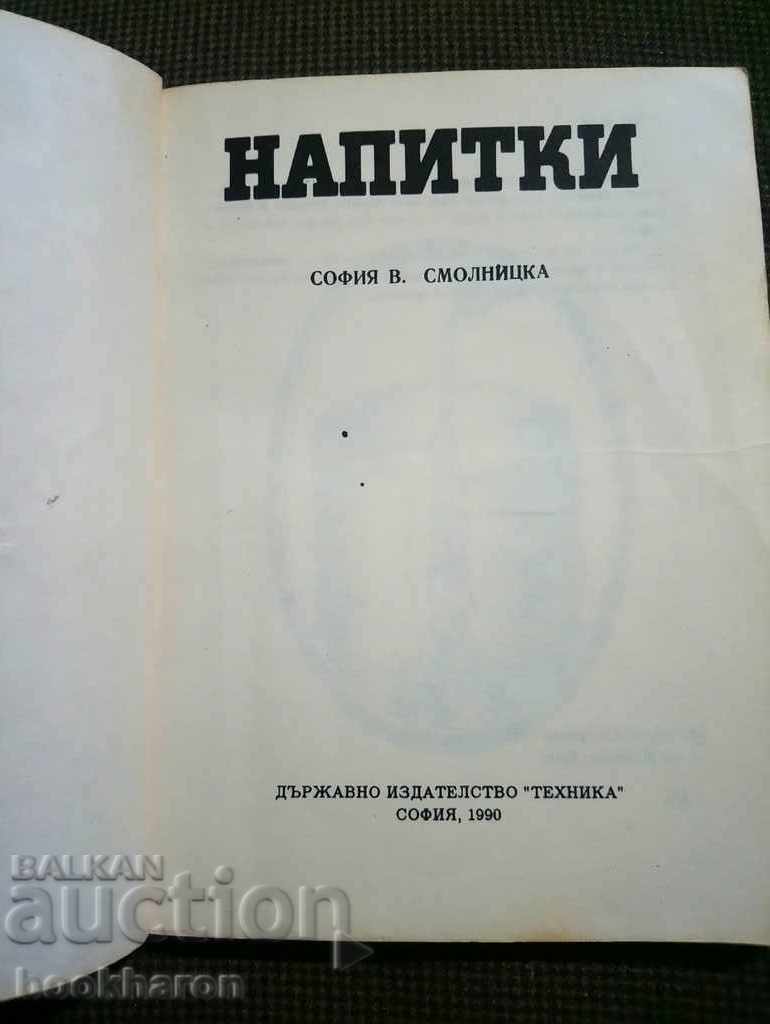 НАПИТКИ
СОФИЯ В. СМОЛНИЦКА
ДЪРЖАВНО ИЗДАТЕЛСТВО "ТЕХНИКА"
СОФИЯ, 1990
BALKAN
auction
bookharon